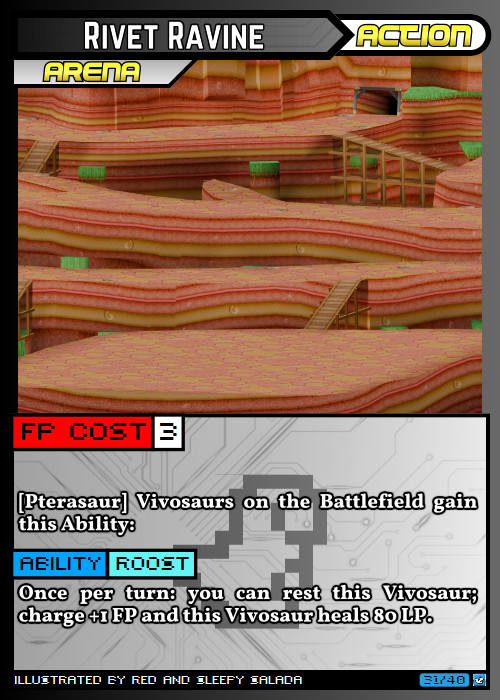 RIVET RAVINE
ACTION
ARENA
FP COST 3
[Pterasaur] Vivosaurs on the Battlefield gain
this Ability:
ABILITY ROOST
Once per turn: you can rest this Vivosaur;
charge +1 FP and this Vivosaur heals 80 LP.
ILLUSTRATED BY RED AND SLEEPY SALADA
31/40